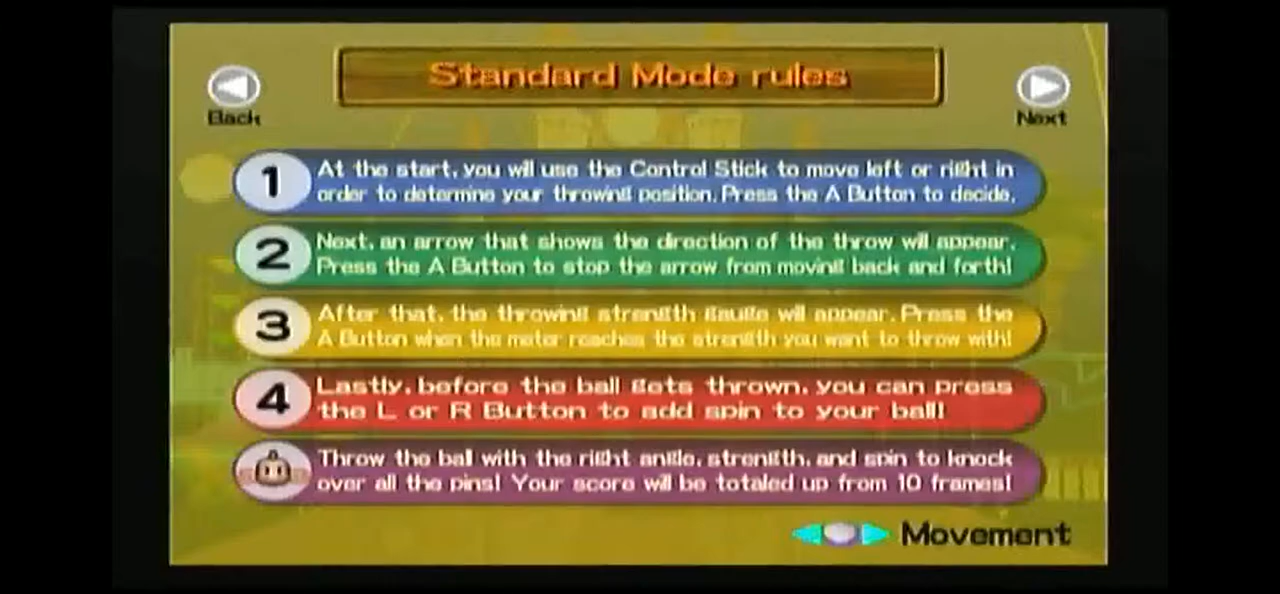 Standard Mode rules
Back
Next
1
At the start, you will use the Control Stick to move left or right in
order to determine your throwing position. Press the A Button to decide.
2
Next, an arrow that shows the direction of the throw will appear.
Press the A Button to stop the arrow from moving back and forth!
3
After that, the throwing strength gauge will appear. Press the
A Button when the meter reaches the strength you want to throw with!
4
Lastly, before the ball gets thrown, you can press
the L or R Button to add spin to your ball!
Throw the ball with the right angle, strength, and spin to knock
over all the pins! Your score will be totaled up from 10 frames!
Movement